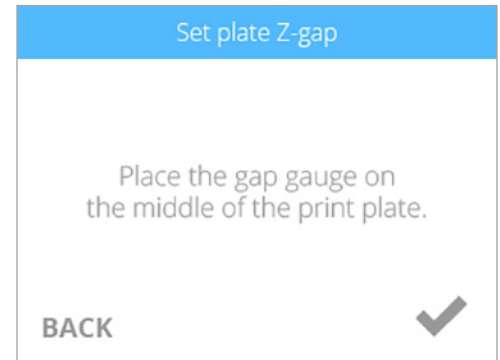 Set plate Z-gap
Place the gap gauge on
the middle of the print plate.
BACK